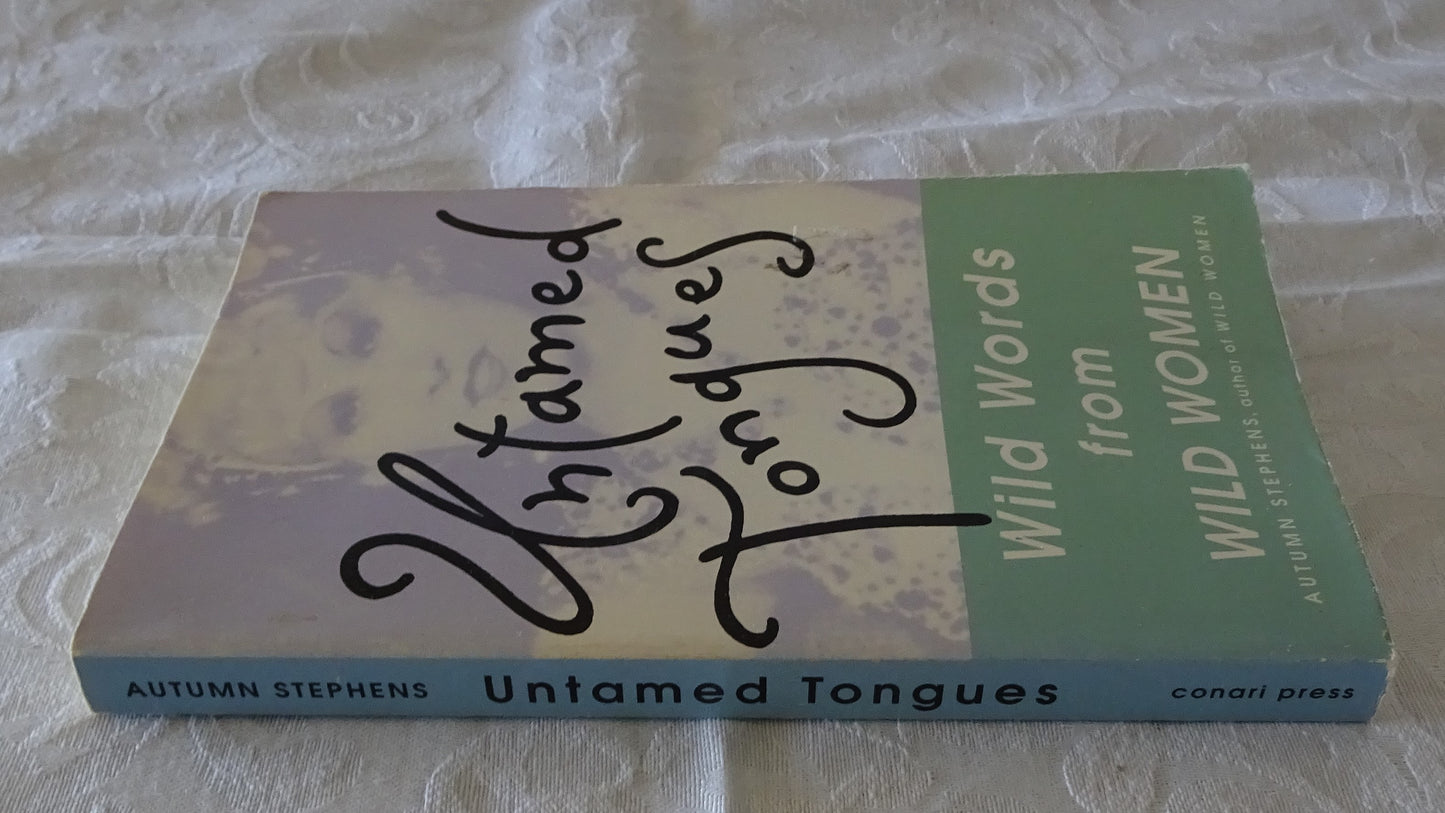 Untamed
Tongues
Wild Words
from
WILD WOMEN
AUTUMN STEPHENS, author of WILD WOMEN
AUTUMN STEPHENS Untamed Tongues conari press